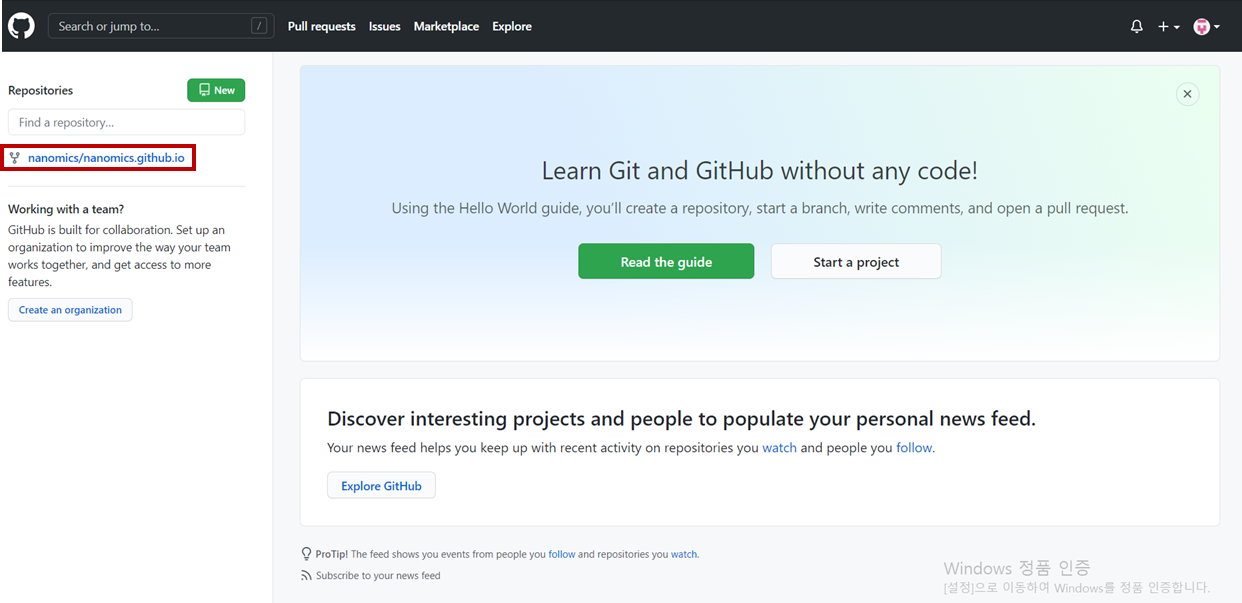 Search or jump to... /
Pull requests Issues Marketplace Explore
Repositories
New
Find a repository...
nanomics/nanomics.github.io
Working with a team?
GitHub is built for collaboration. Set up an
organization to improve the way your team
works together, and get access to more
features.
Create an organization
Learn Git and GitHub without any code!
Using the Hello World guide, you’ll create a repository, start a branch, write comments, and open a pull request.
Read the guide
Start a project
Discover interesting projects and people to populate your personal news feed.
Your news feed helps you keep up with recent activity on repositories you watch and people you follow.
Explore GitHub
ProTip! The feed shows you events from people you follow and repositories you watch.
Subscribe to your news feed
Windows 정품 인증
[설정]으로 이동하여 Windows를 정품 인증합니다.